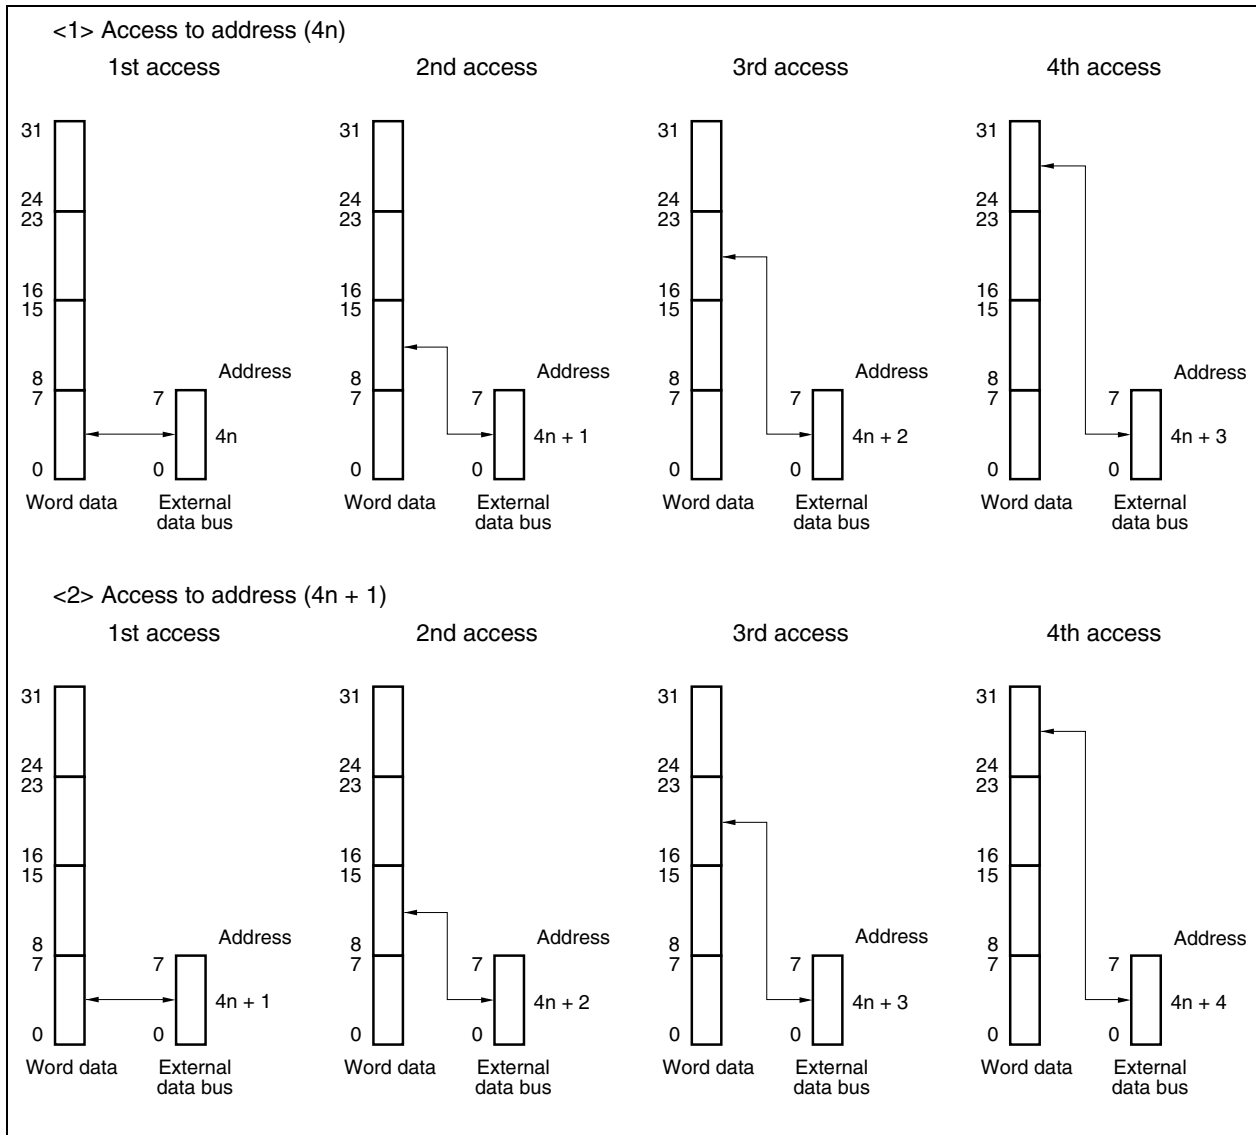 <1> Access to address (4n)
1st access 2nd access 3rd access 4th access
31 31 31 31
24 24 24 24
23 23 23 23
16 16 16 16
15 15 15 15
Address Address Address Address
8 8 8 8
7 7 7 7 7 7 7 7
4n 4n + 1 4n + 2 4n + 3
0 0 0 0 0 0 0 0
Word data External Word data External Word data External Word data External
data bus data bus data bus data bus
<2> Access to address (4n + 1)
1st access 2nd access 3rd access 4th access
31 31 31 31
24 24 24 24
23 23 23 23
16 16 16 16
15 15 15 15
Address Address Address Address
8 8 8 8
7 7 7 7 7 7 7 7
4n + 1 4n + 2 4n + 3 4n + 4
0 0 0 0 0 0 0 0
Word data External Word data External Word data External Word data External
data bus data bus data bus data bus